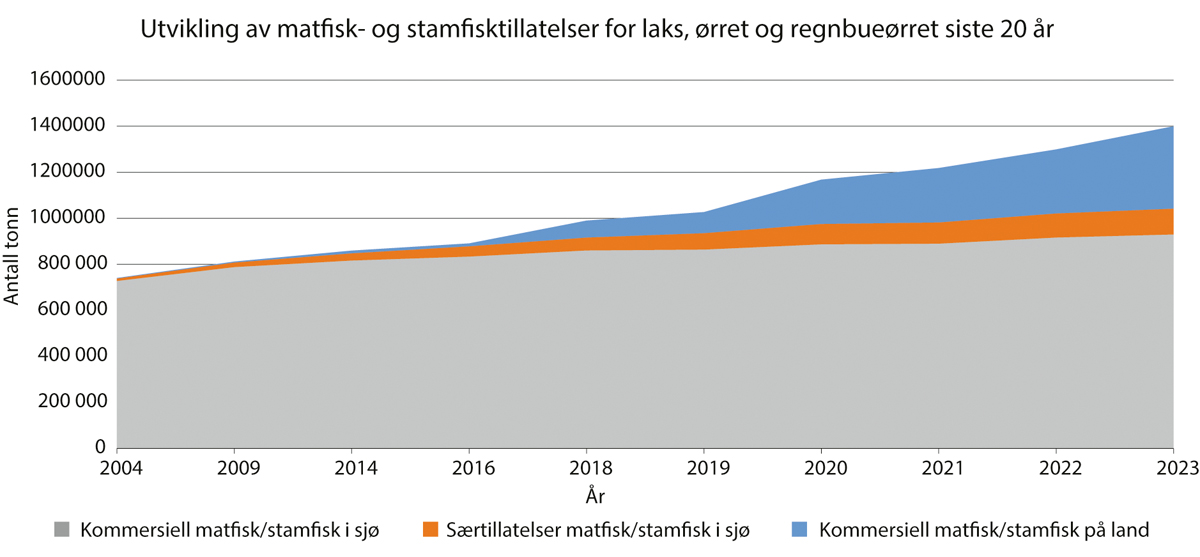 Utvikling av matfisk- og stamfisktillatelser for laks, ørret og regnbueørret siste 20 år
1600000
1400000
1200000
1000000
800 000
600 000
400 000
200 000
0
Antall tonn
2004 2009 2014 2016 2018 2019 2020 2021 2022 2023
År
Kommersiell matfisk/stamfisk i sjø Særtillatelser matfisk/stamfisk i sjø Kommersiell matfisk/stamfisk på land